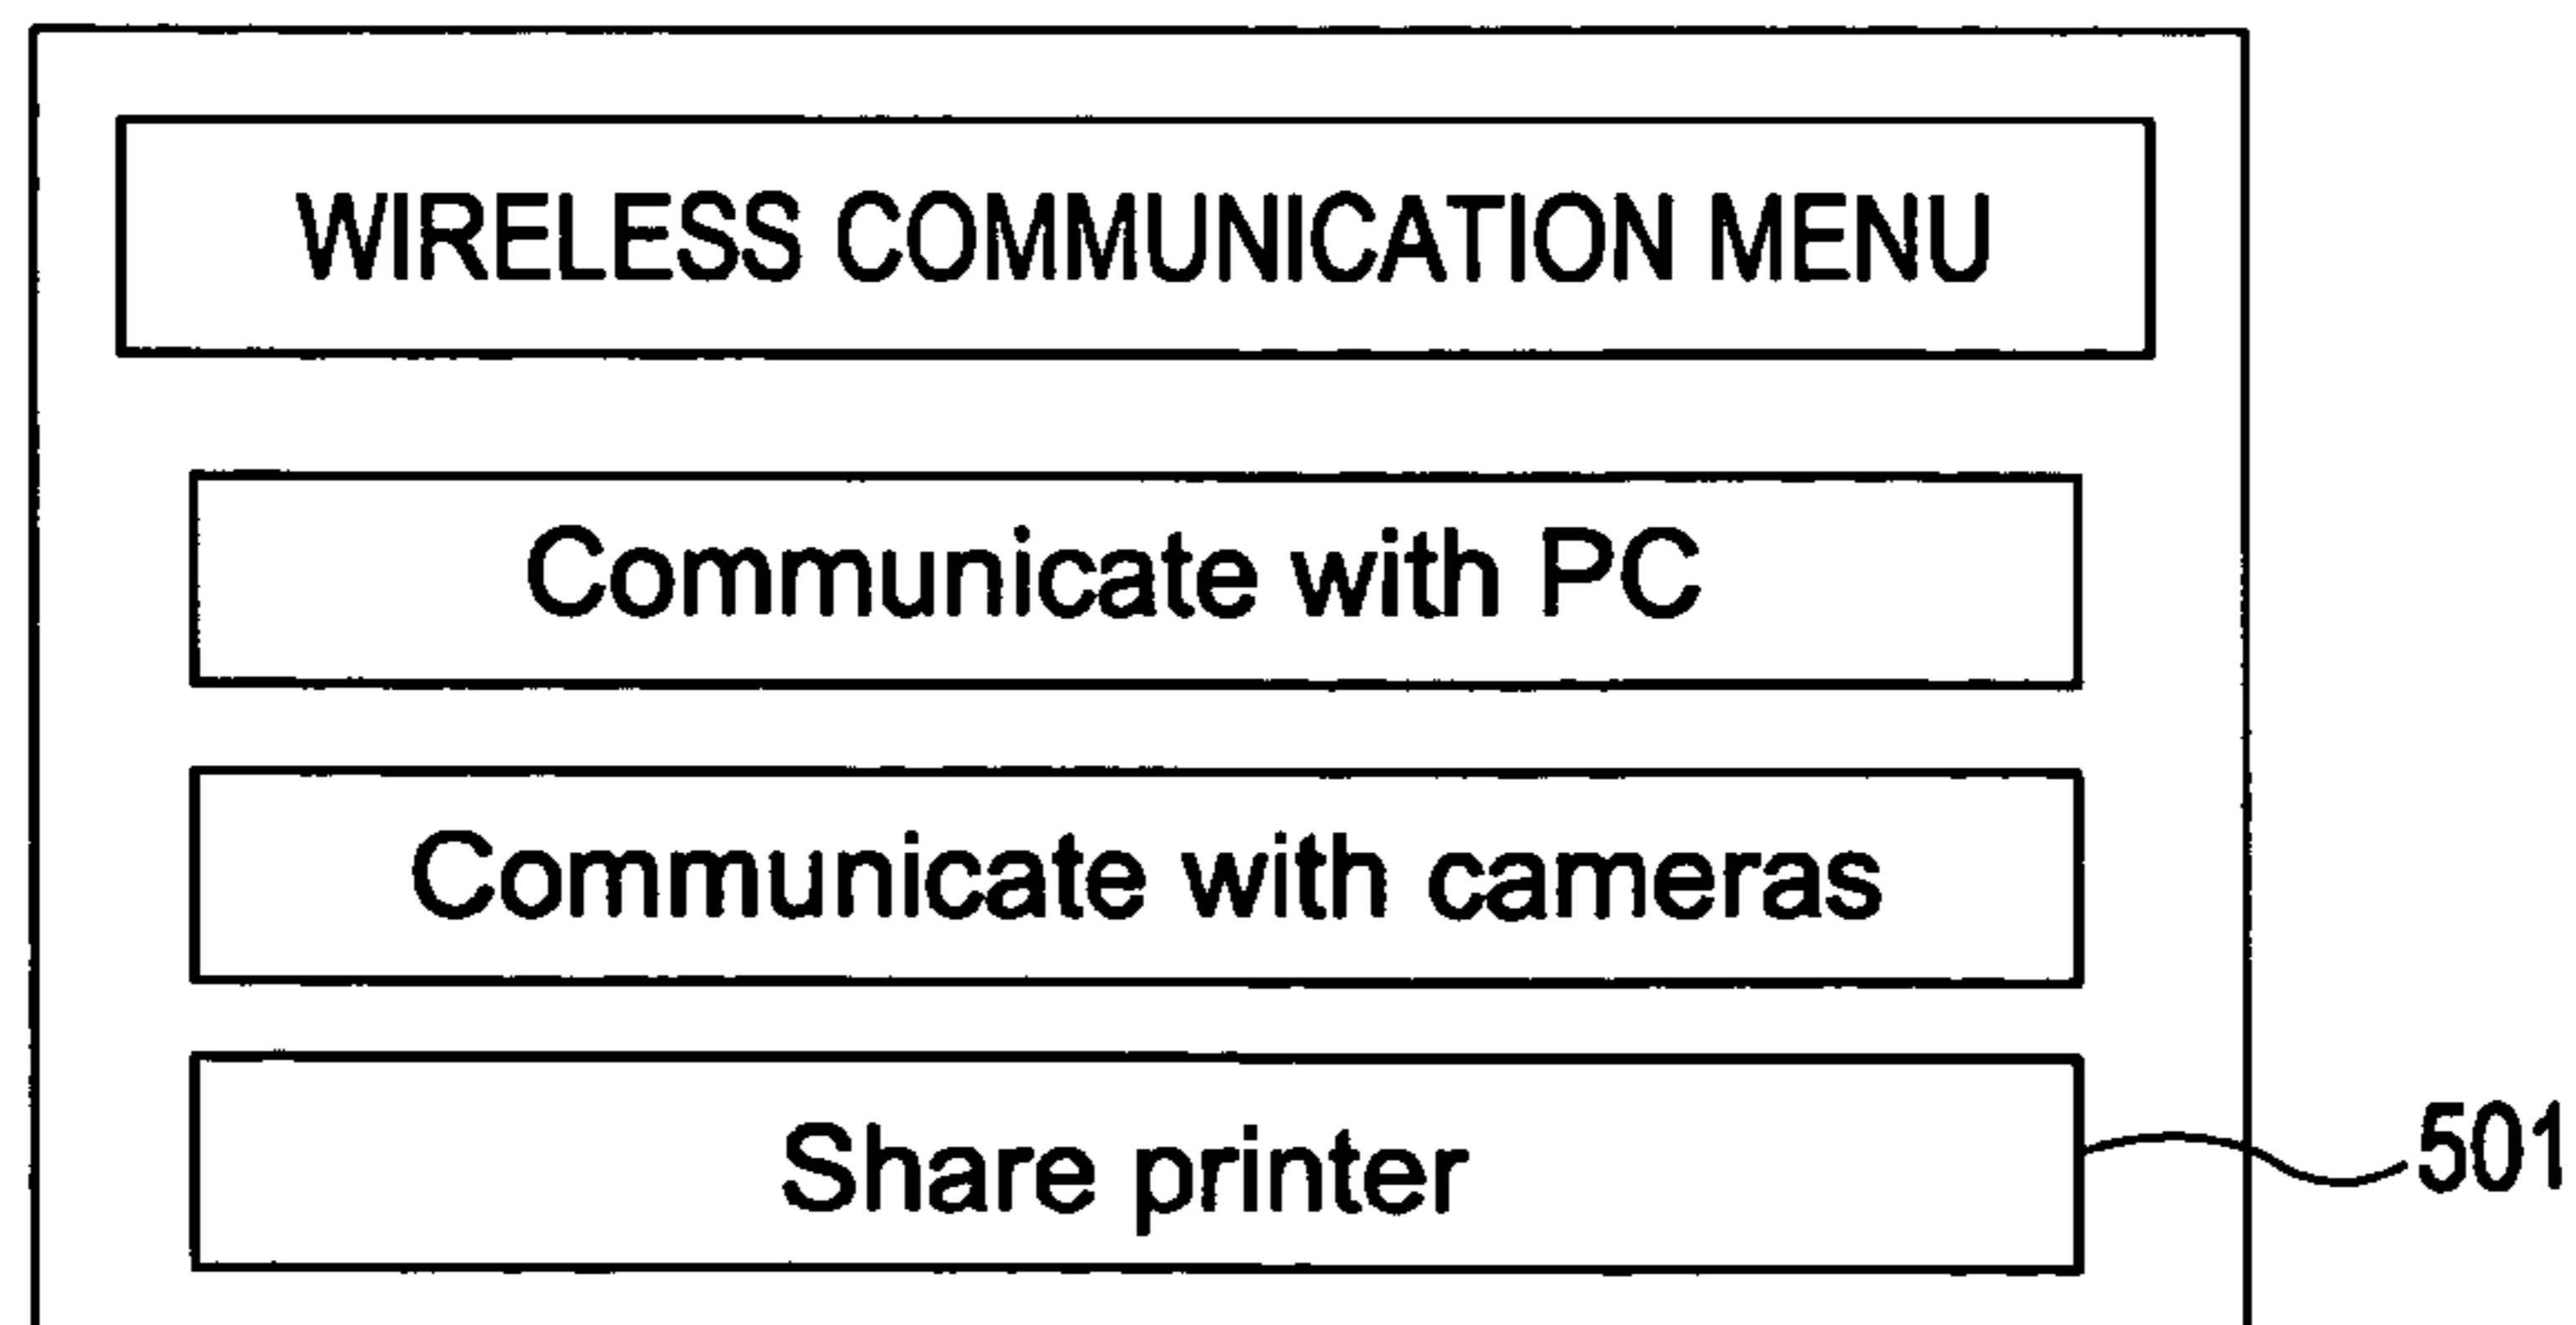 WIRELESS COMMUNICATION MENU
Communicate with PC
Communicate with cameras
Share printer
501